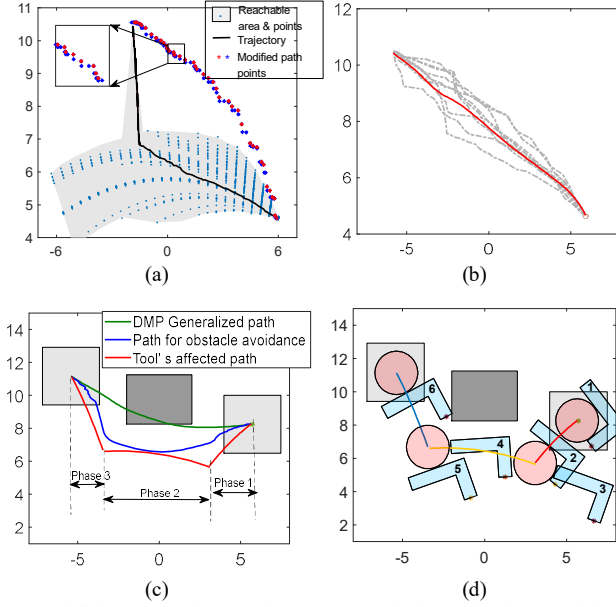 11
10
9
8
7
6
5
4
-6
0
6
Reachable
area & points
Trajectory
Modified path
points
(a)
10
8
6
4
-5
0
5
(b)
14
12
10
8
6
4
2
-5
0
5
DMP Generalized path
Path for obstacle avoidance
Tool' s affected path
Phase 3
Phase 2
Phase 1
(c)
14
12
10
8
6
4
2
-5
0
5
6
1
4
2
5
3
(d)